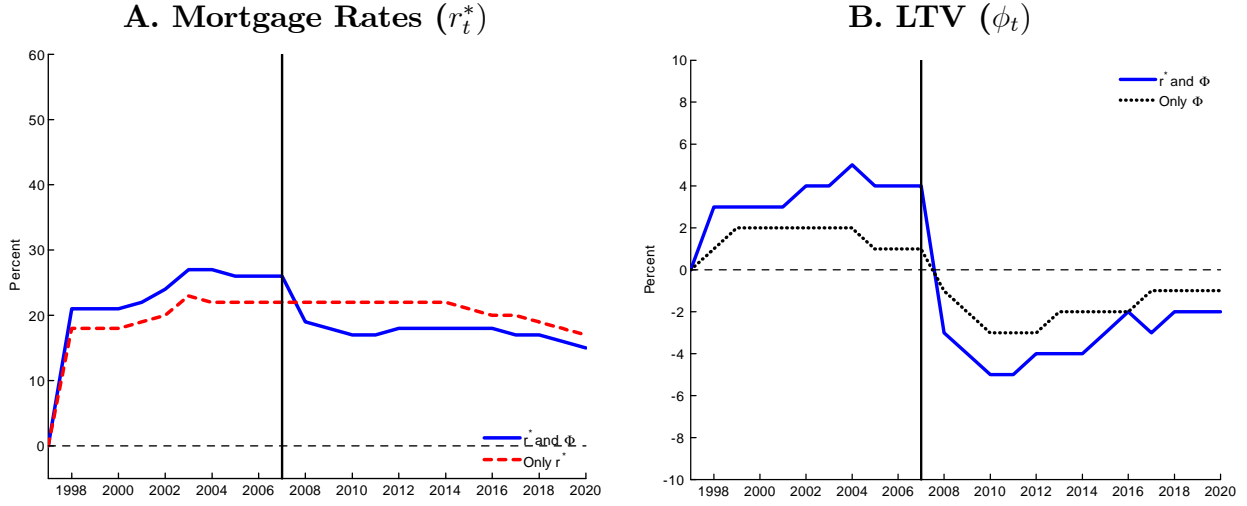 A. Mortgage Rates (r*t)
60
50
40
30
20
10
0
Percent
1998 2000 2002 2004 2006 2008 2010 2012 2014 2016 2018 2020
r* and Φ
Only r*
B. LTV (ϕt)
10
8
6
4
2
0
-2
-4
-6
-8
-10
Percent
1998 2000 2002 2004 2006 2008 2010 2012 2014 2016 2018 2020
r* and Φ
Only Φ